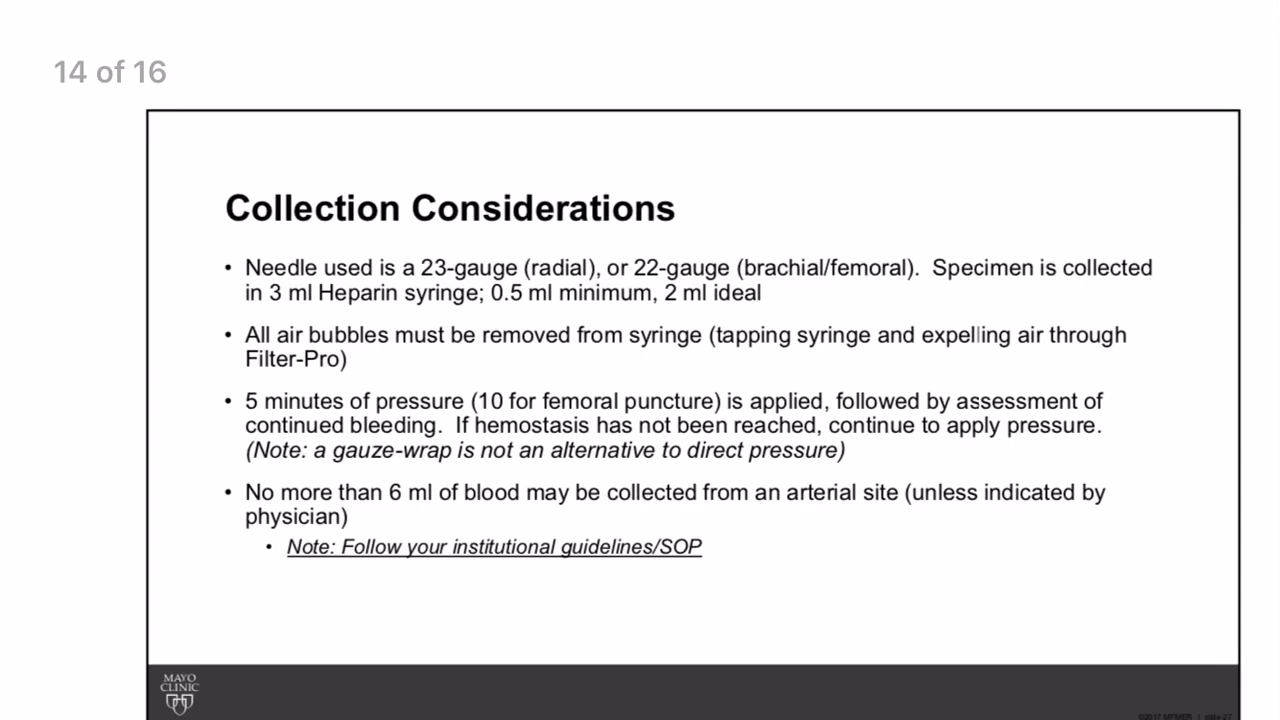 14 of 16
Collection Considerations
• Needle used is a 23-gauge (radial), or 22-gauge (brachial/femoral). Specimen is collected
in 3 ml Heparin syringe; 0.5 ml minimum, 2 ml ideal
• All air bubbles must be removed from syringe (tapping syringe and expelling air through
Filter-Pro)
• 5 minutes of pressure (10 for femoral puncture) is applied, followed by assessment of
continued bleeding. If hemostasis has not been reached, continue to apply pressure.
(Note: a gauze-wrap is not an alternative to direct pressure)
• No more than 6 ml of blood may be collected from an arterial site (unless indicated by
physician)
• Note: Follow your institutional guidelines/SOP
MAYO
CLINIC